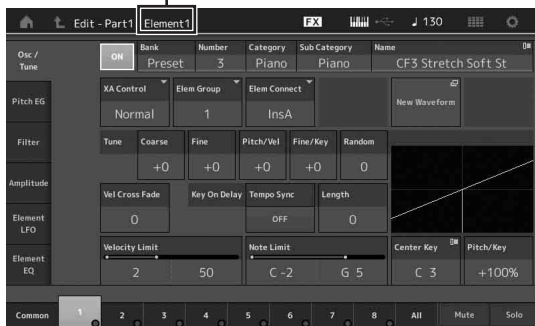 Edit - Part1 Element1 FX 130
Osc / Tune
ON
Bank Preset
Number 3
Category Piano
Sub Category Piano
Name CF3 Stretch Soft St
Pitch EG
XA Control Normal
Elem Group 1
Elem Connect InsA
New Waveform
Filter
Tune
Coarse +0
Fine +0
Pitch/Vel +0
Fine/Key +0
Random 0
Amplitude
Vel Cross Fade 0
Key On Delay
Tempo Sync OFF
Length 0
Element LFO
Element EQ
Velocity Limit 2 50
Note Limit C -2 G 5
Center Key C 3
Pitch/Key +100%
Common 1 2 3 4 5 6 7 8 All Mute Solo